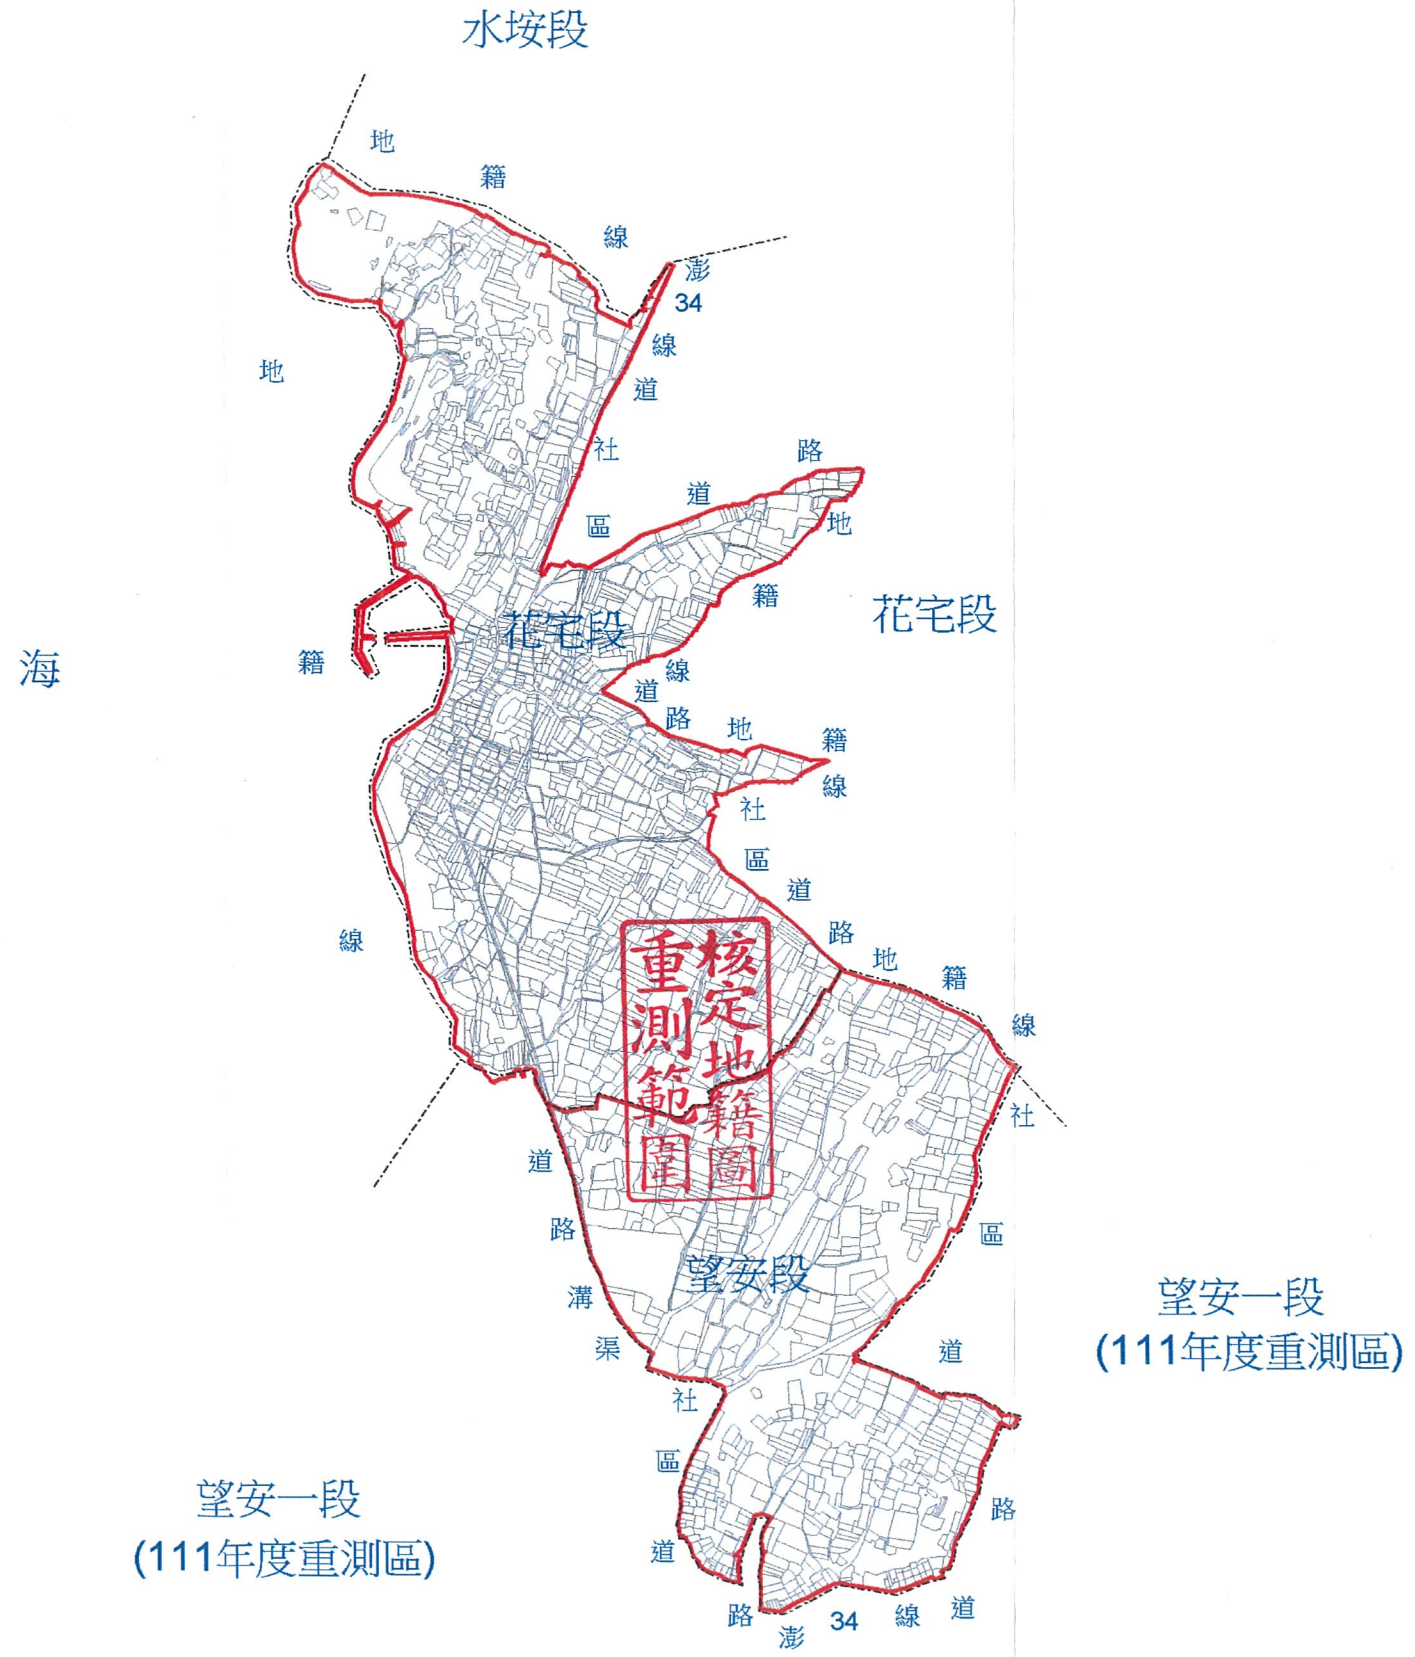 水垵段
地籍線
澎34線道
社區道路
地籍線
地籍線
海
花宅段
花宅段
道路地籍線
社區道路
地籍線
核定地籍圖
重測範圍
社區道路
道路溝渠
望安段
望安一段
(111年度重測區)
社區道路
望安一段
(111年度重測區)
澎34線道